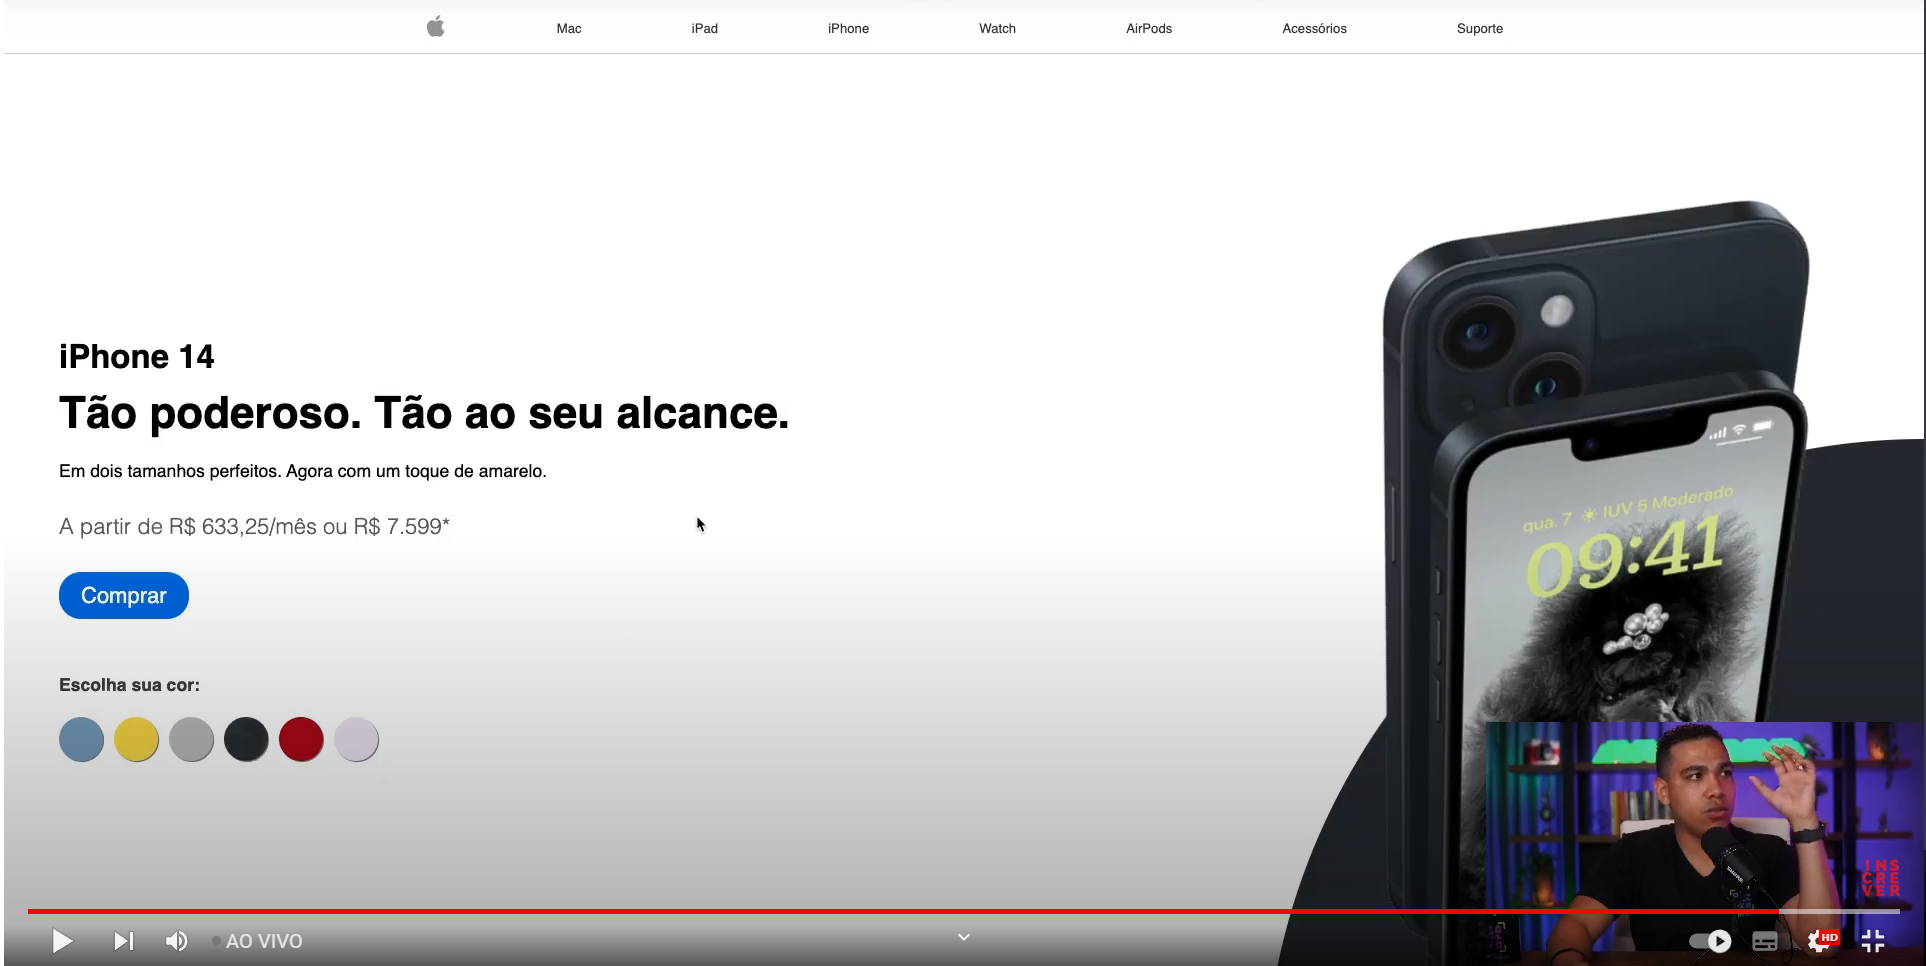 Mac iPad iPhone Watch AirPods Acessórios Suporte
iPhone 14
Tão poderoso. Tão ao seu alcance.
Em dois tamanhos perfeitos. Agora com um toque de amarelo.
A partir de R$ 633,25/mês ou R$ 7.599*
Comprar
Escolha sua cor:
qua. 7 IUV 5 Moderado
09:41
INS
CRE
VER
AO VIVO
HD